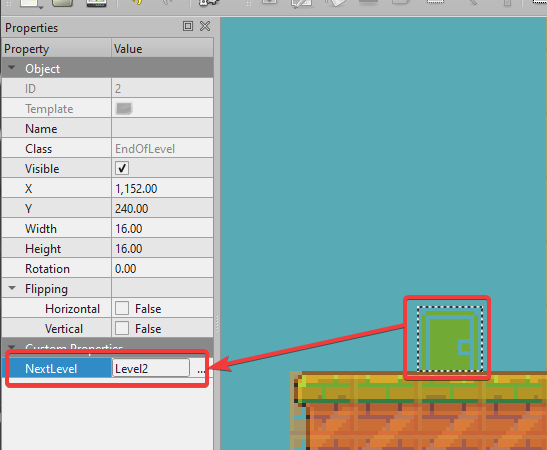 Properties
Property Value
Object
ID 2
Template
Name
Class EndOfLevel
Visible
X 1,152.00
Y 240.00
Width 16.00
Height 16.00
Rotation 0.00
Flipping
Horizontal False
Vertical False
Custom Properties
NextLevel Level2 ...